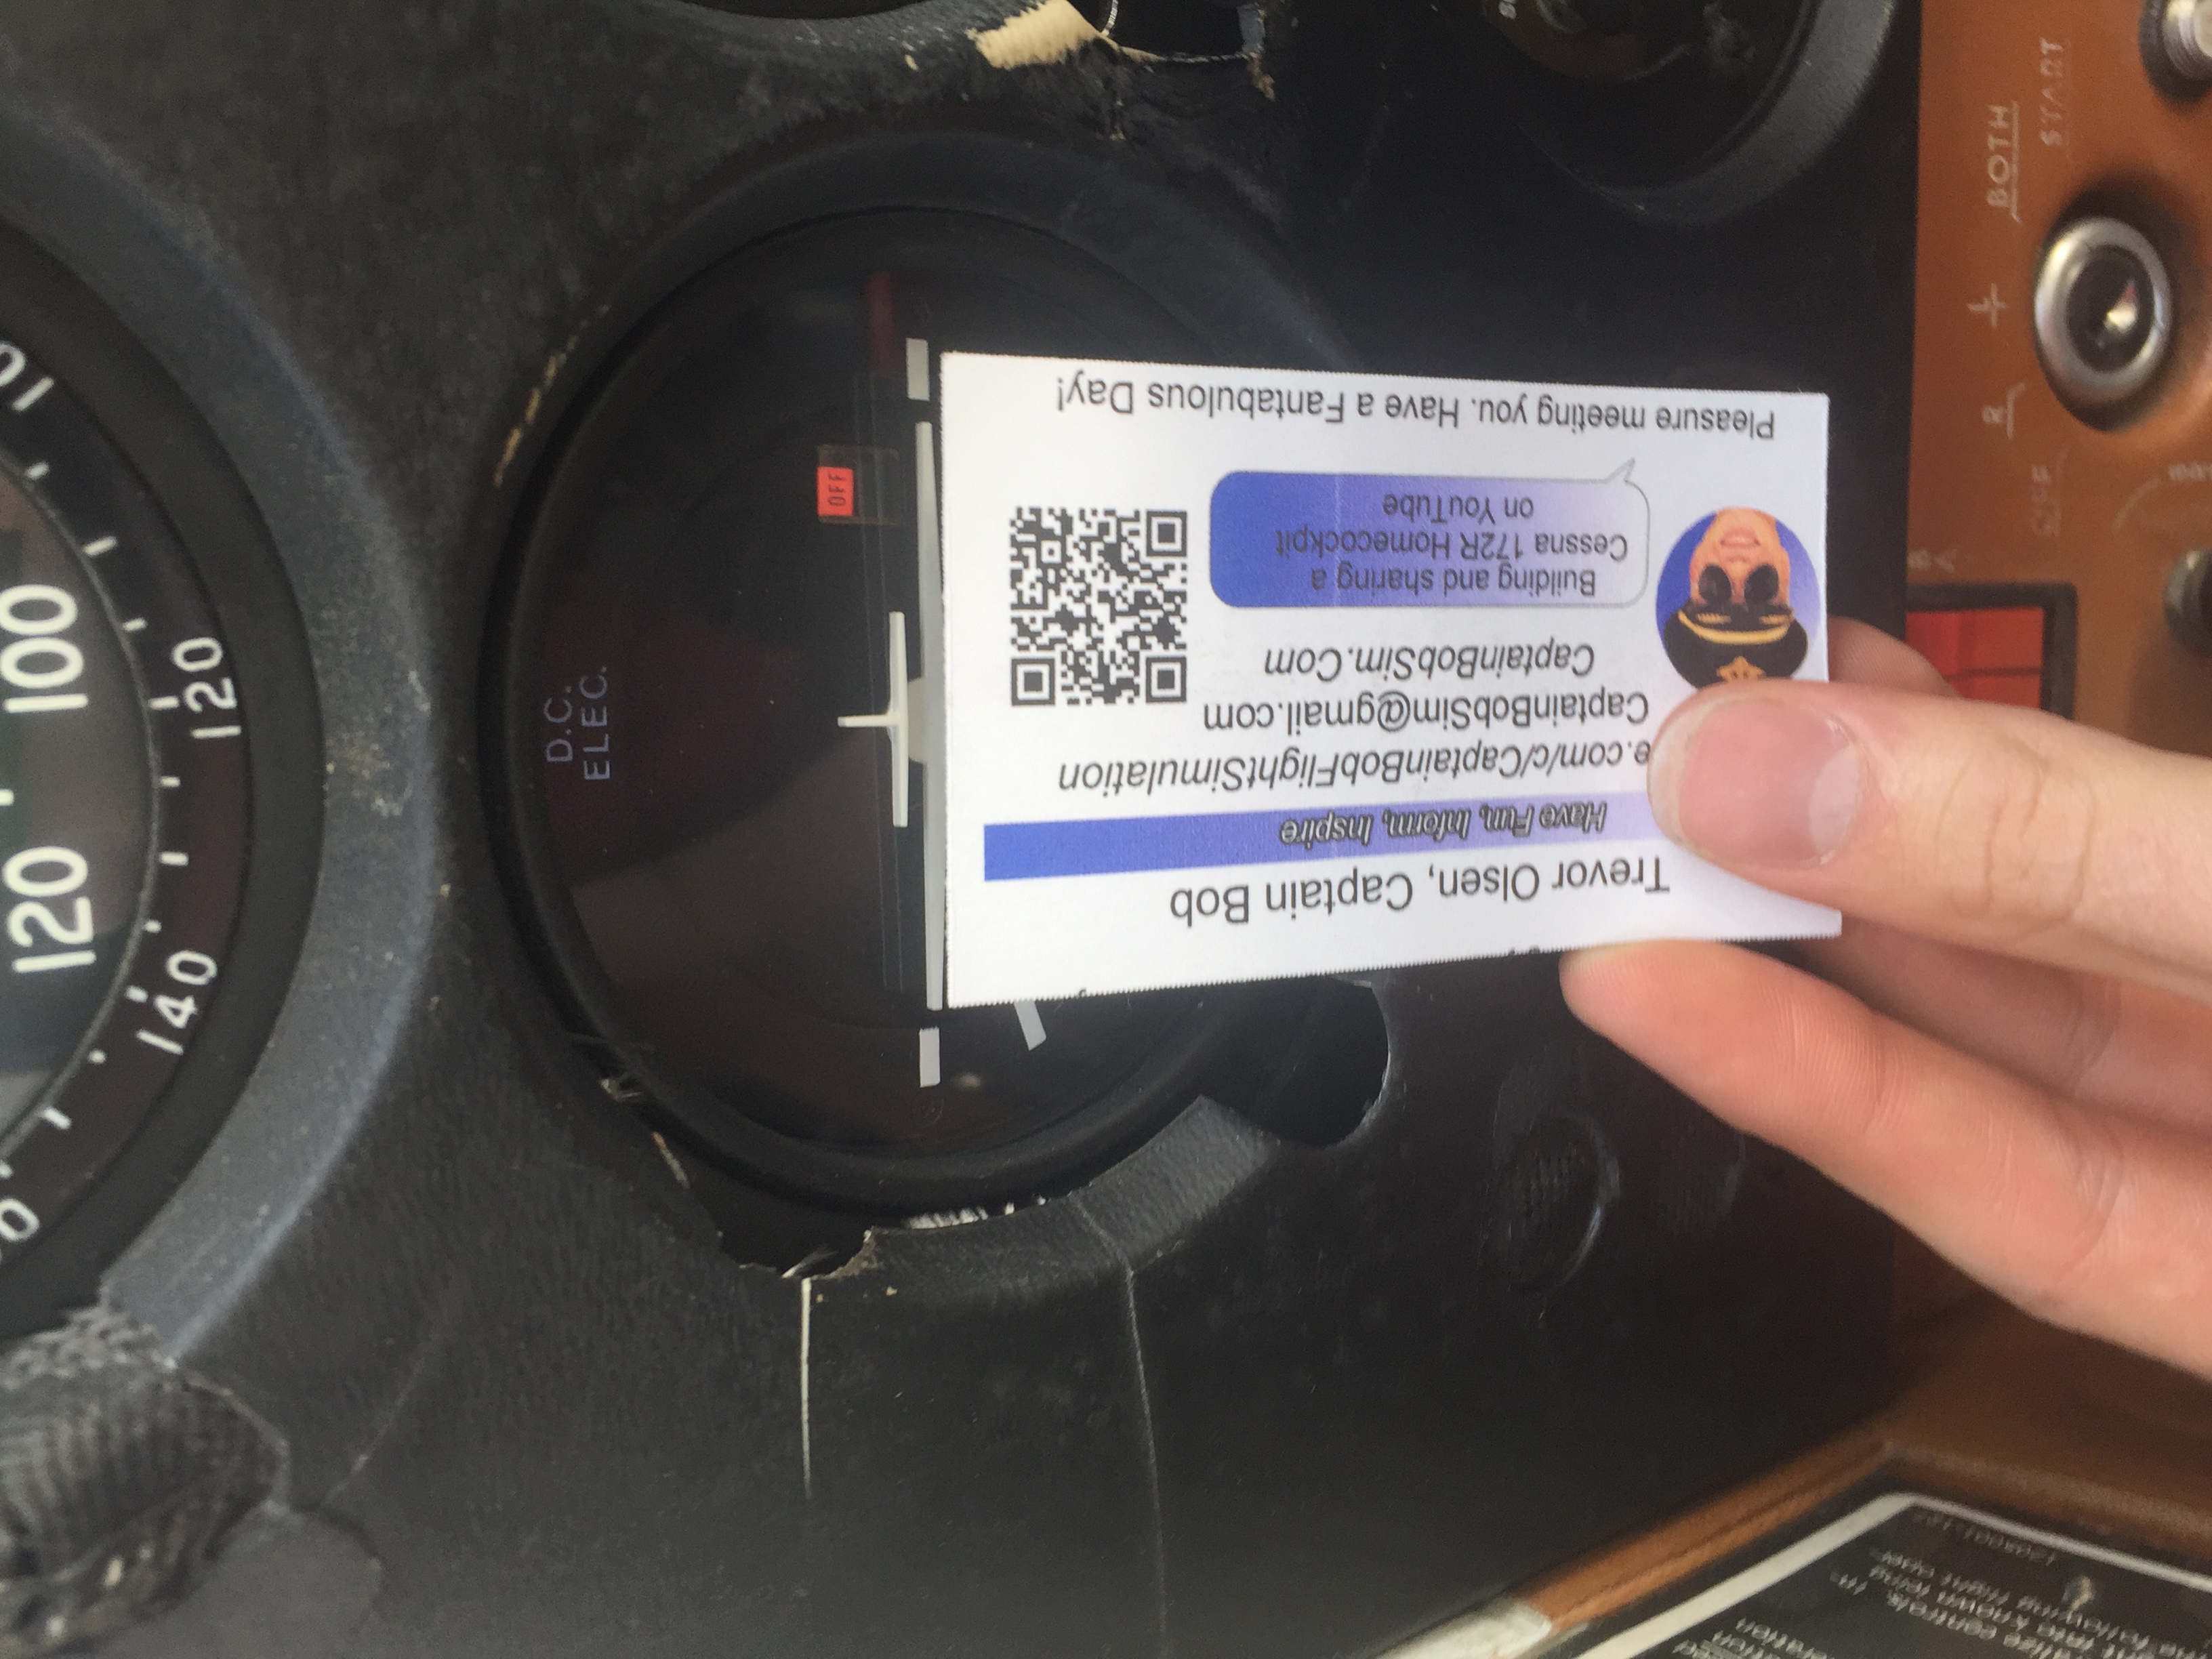 120 100
140 120
D.C.
ELEC.
OFF
Trevor Olsen, Captain Bob
Have Fun, Inform, Inspire
e.com/c/CaptainBobFlightSimulation
CaptainBobSim@gmail.com
CaptainBobSim.Com
Building and sharing a
Cessna 172R Homecockpit
on YouTube
Pleasure meeting you. Have a Fantabulous Day!
R L BOTH
OFF START